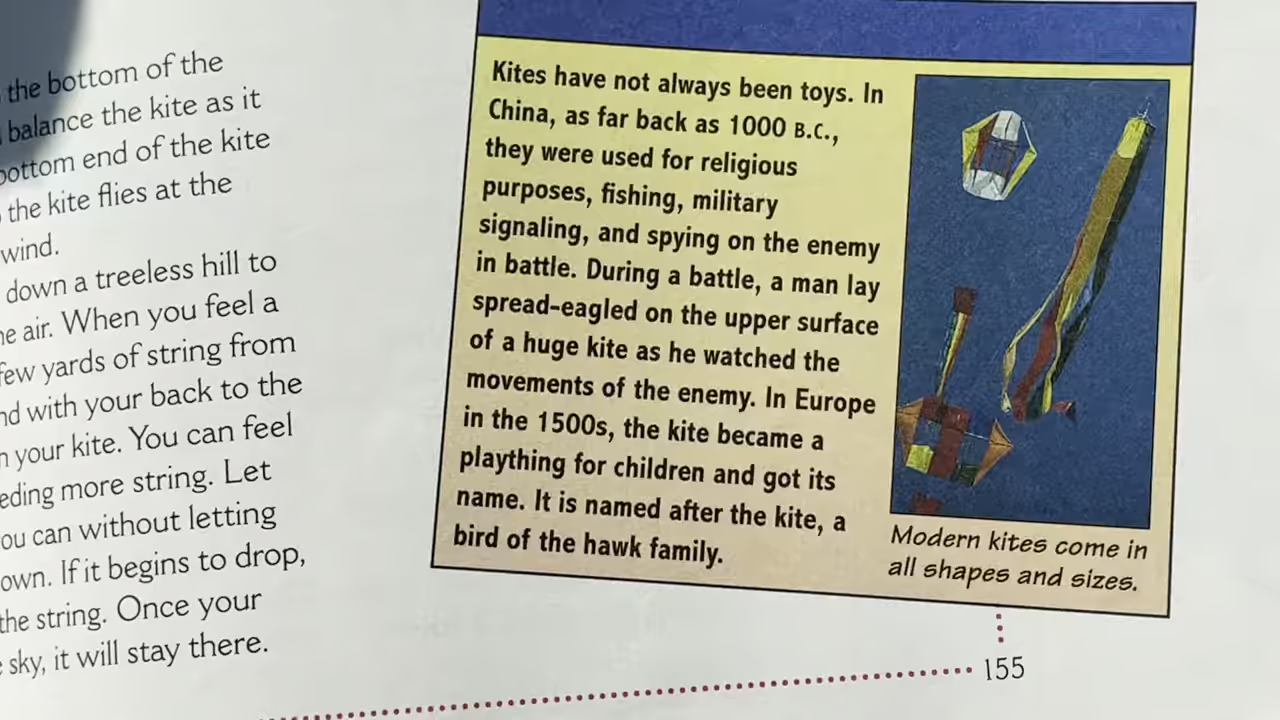 the bottom of the
balance the kite as it
bottom end of the kite
the kite flies at the
wind.
down a treeless hill to
air. When you feel a
few yards of string from
with your back to the
your kite. You can feel
more string. Let
you can without letting
If it begins to drop,
the string. Once your
sky, it will stay there.
Kites have not always been toys. In
China, as far back as 1000 B.C.,
they were used for religious
purposes, fishing, military
signaling, and spying on the enemy
in battle. During a battle, a man lay
spread-eagled on the upper surface
of a huge kite as he watched the
movements of the enemy. In Europe
in the 1500s, the kite became a
plaything for children and got its
name. It is named after the kite, a
bird of the hawk family.
Modern kites come in
all shapes and sizes.
155